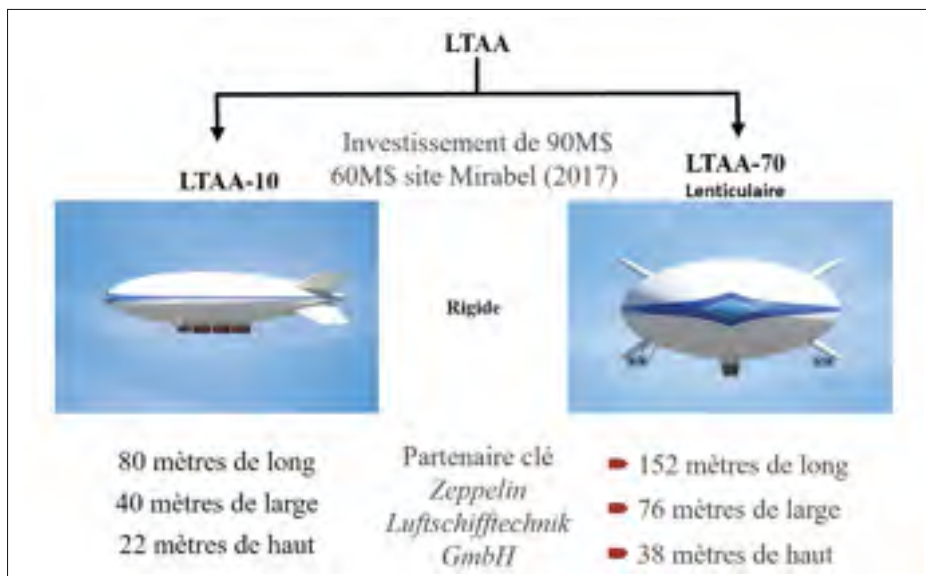 LTAA
Investissement de 90M$
60M$ site Mirabel (2017)
LTAA-10
LTAA-70
Lenticulaire
Rigide
80 mètres de long
40 mètres de large
22 mètres de haut
Partenaire clé
Zeppelin
Luftschifftechnik
GmbH
152 mètres de long
76 mètres de large
38 mètres de haut